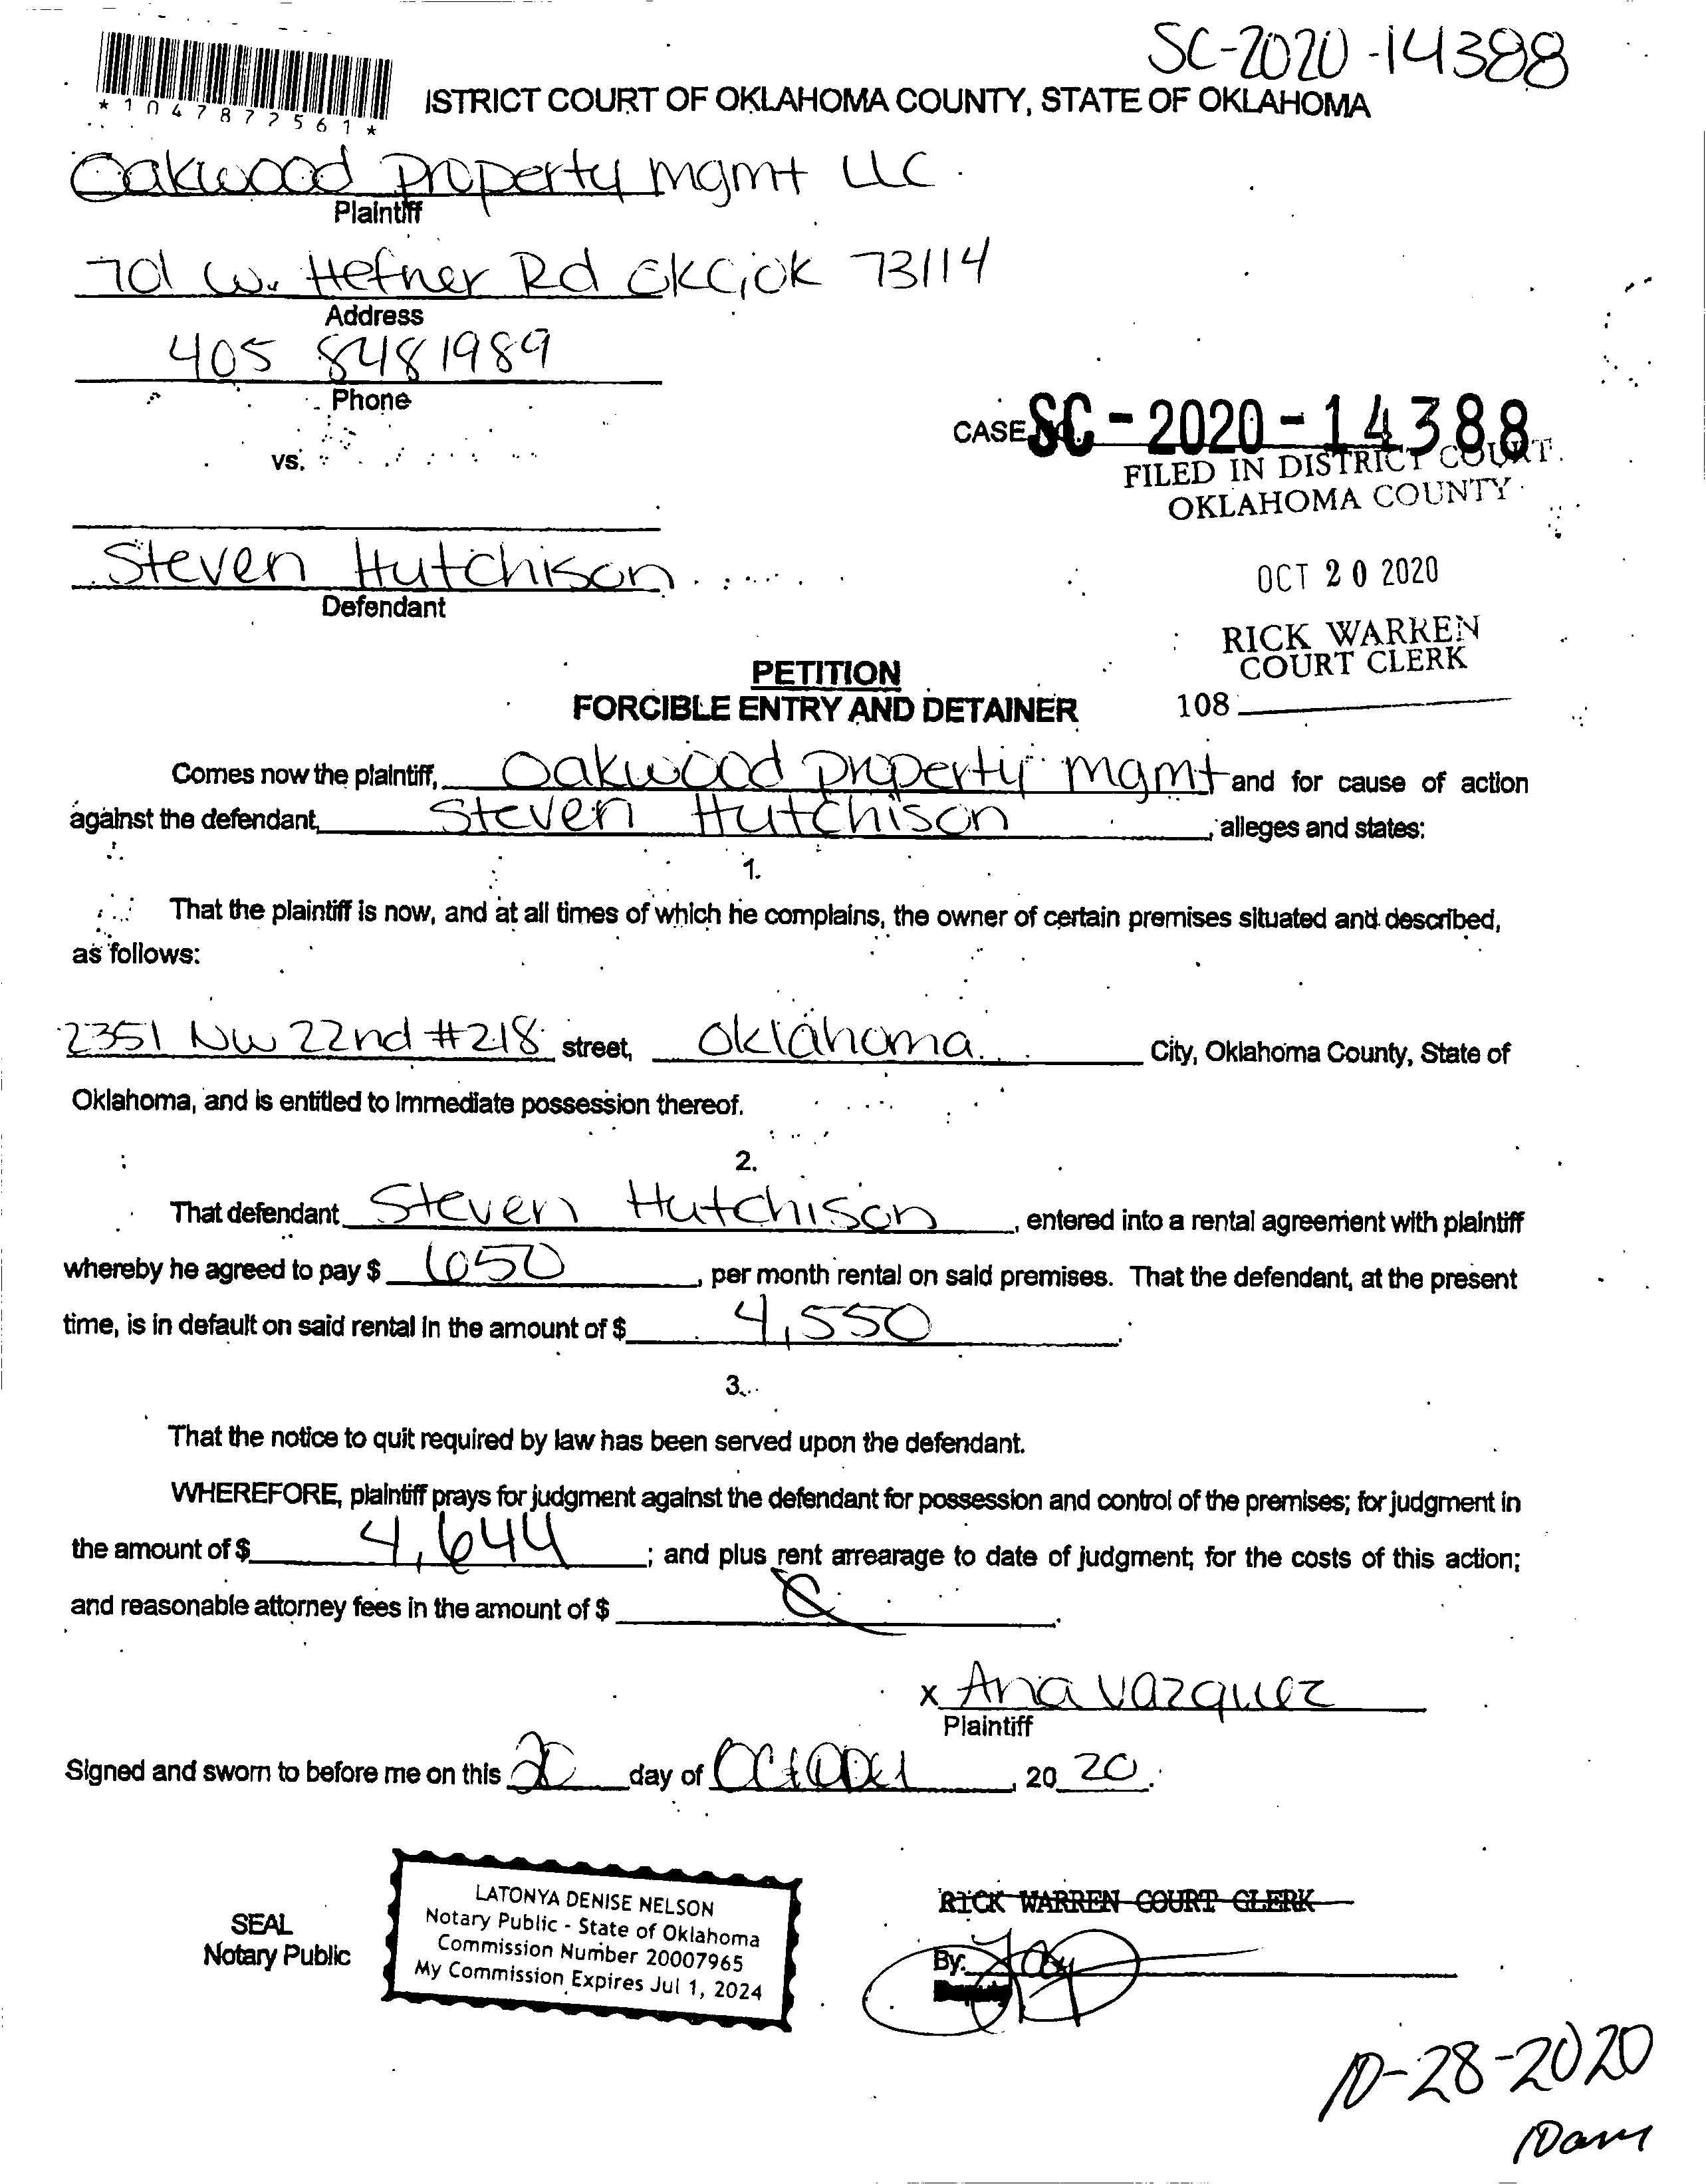 SC-2020-14388
*1047872561*
ISTRICT COURT OF OKLAHOMA COUNTY, STATE OF OKLAHOMA
Oakwood Property Mgmt LLC
Plaintiff
701 W. Hefner Rd OKC, OK 73114
Address
405 848 1989
Phone
CASE NO. SC-2020-14388
vs.
FILED IN DISTRICT COURT
OKLAHOMA COUNTY
Steven Hutchison
Defendant
OCT 20 2020
RICK WARREN
COURT CLERK
108
PETITION
FORCIBLE ENTRY AND DETAINER
Comes now the plaintiff, Oakwood Property Mgmt and for cause of action
against the defendant, Steven Hutchison, alleges and states:
1.
That the plaintiff is now, and at all times of which he complains, the owner of certain premises situated and described,
as follows:
2351 NW 22nd #218 street, Oklahoma City, Oklahoma County, State of
Oklahoma, and is entitled to immediate possession thereof.
2.
That defendant Steven Hutchison, entered into a rental agreement with plaintiff
whereby he agreed to pay $ 650, per month rental on said premises. That the defendant, at the present
time, is in default on said rental in the amount of $ 4,550.
3.
That the notice to quit required by law has been served upon the defendant.
WHEREFORE, plaintiff prays for judgment against the defendant for possession and control of the premises; for judgment in
the amount of $ 4,644; and plus rent arrearage to date of judgment; for the costs of this action;
and reasonable attorney fees in the amount of $
x Ana Vazquez
Plaintiff
Signed and sworn to before me on this 20 day of October, 20 20.
SEAL
Notary Public
LATONYA DENISE NELSON
Notary Public - State of Oklahoma
Commission Number 20007965
My Commission Expires Jul 1, 2024
RICK WARREN COURT CLERK
By:
Deputy
10-28-2020
10am